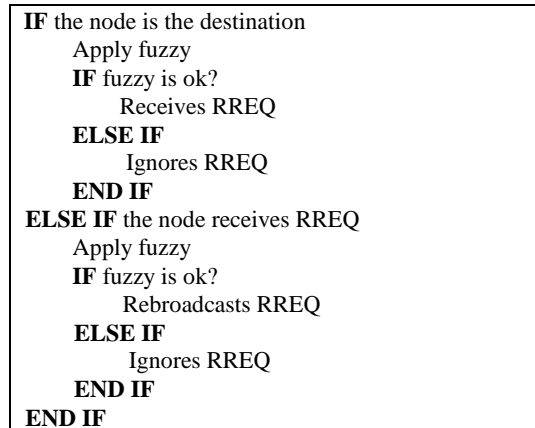 IF the node is the destination
Apply fuzzy
IF fuzzy is ok?
Receives RREQ
ELSE IF
Ignores RREQ
END IF
ELSE IF the node receives RREQ
Apply fuzzy
IF fuzzy is ok?
Rebroadcasts RREQ
ELSE IF
Ignores RREQ
END IF
END IF